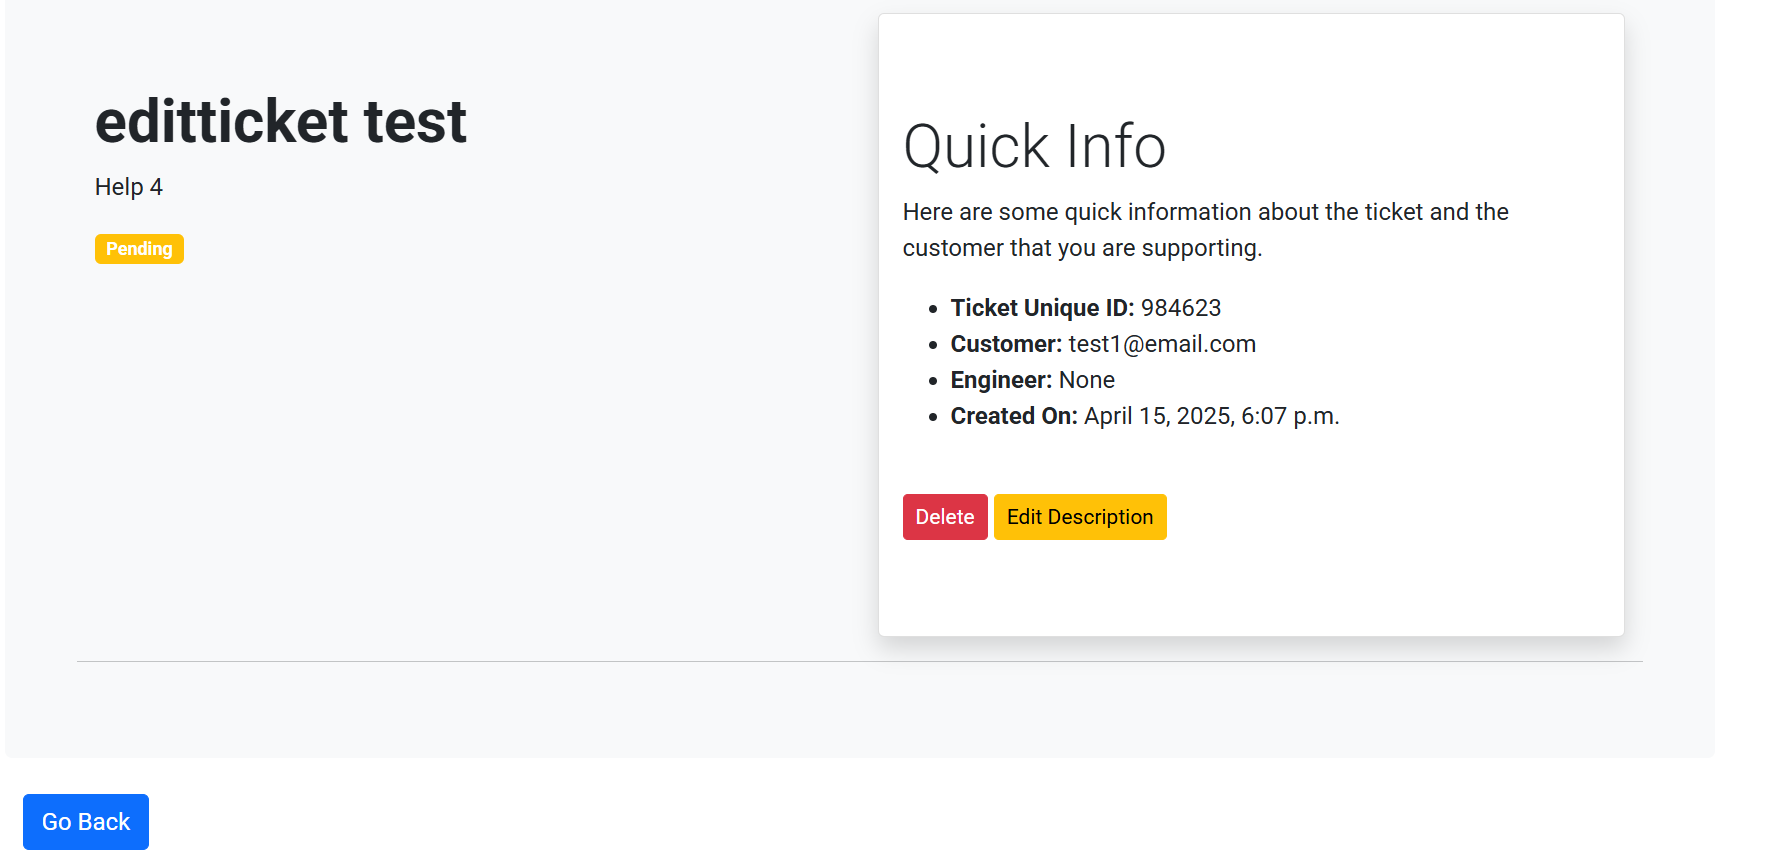 editticket test
Help 4
Pending
Quick Info
Here are some quick information about the ticket and the
customer that you are supporting.
Ticket Unique ID: 984623
Customer: test1@email.com
Engineer: None
Created On: April 15, 2025, 6:07 p.m.
Delete Edit Description
Go Back